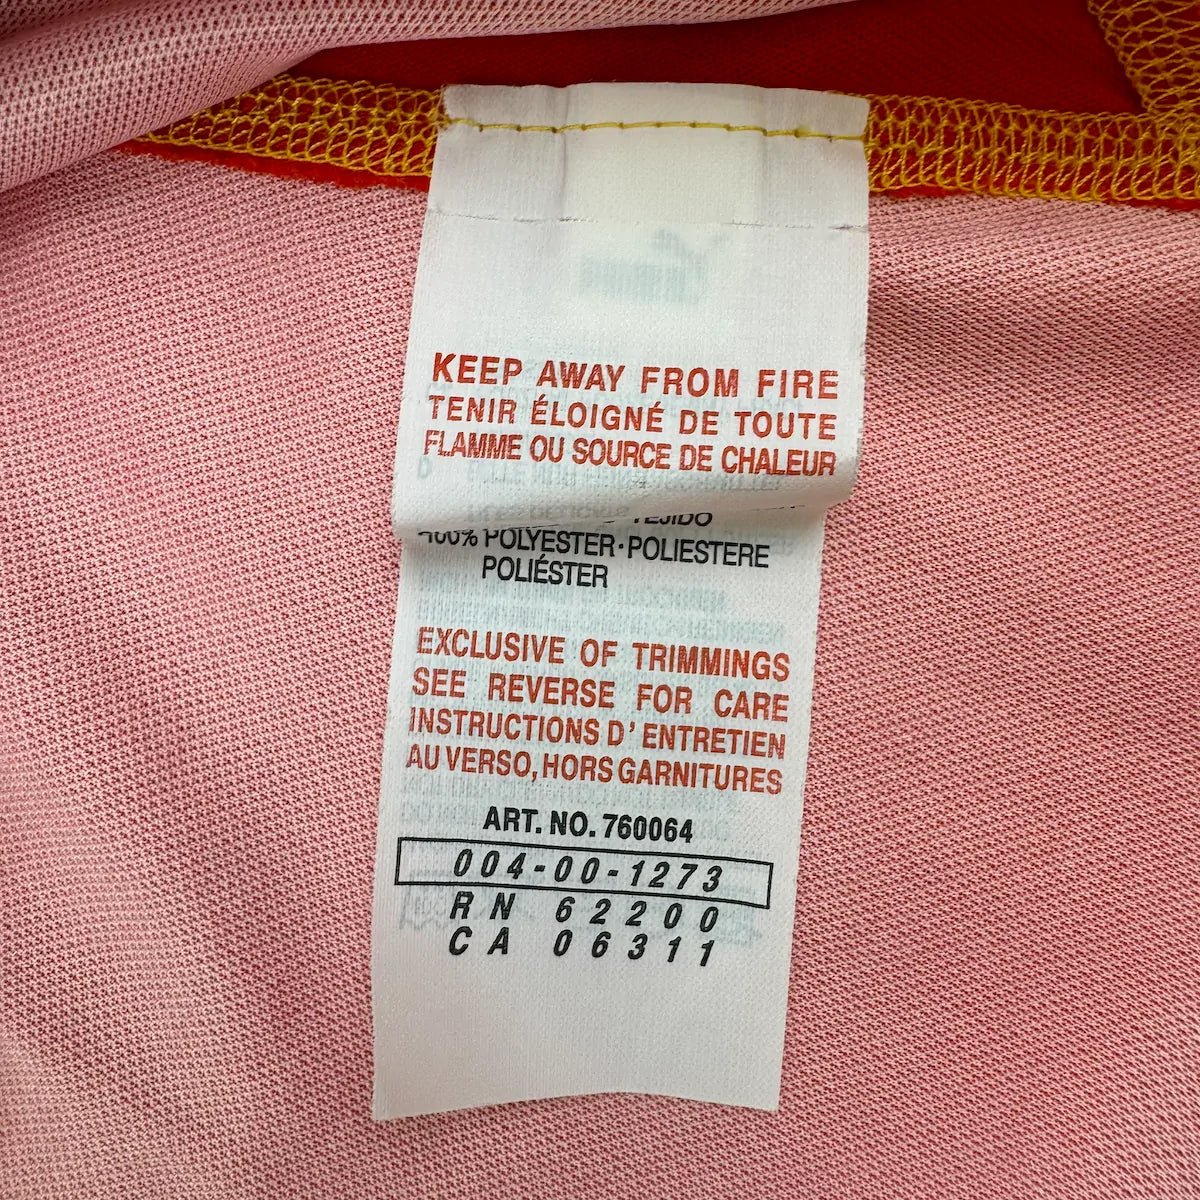 KEEP AWAY FROM FIRE
TENIR ÉLOIGNÉ DE TOUTE
FLAMME OU SOURCE DE CHALEUR
TEJIDO
100% POLYESTER·POLIESTERE
POLIÉSTER
EXCLUSIVE OF TRIMMINGS
SEE REVERSE FOR CARE
INSTRUCTIONS D'ENTRETIEN
AU VERSO, HORS GARNITURES
ART. NO. 760064
004-00-1273
RN 62200
CA 06311